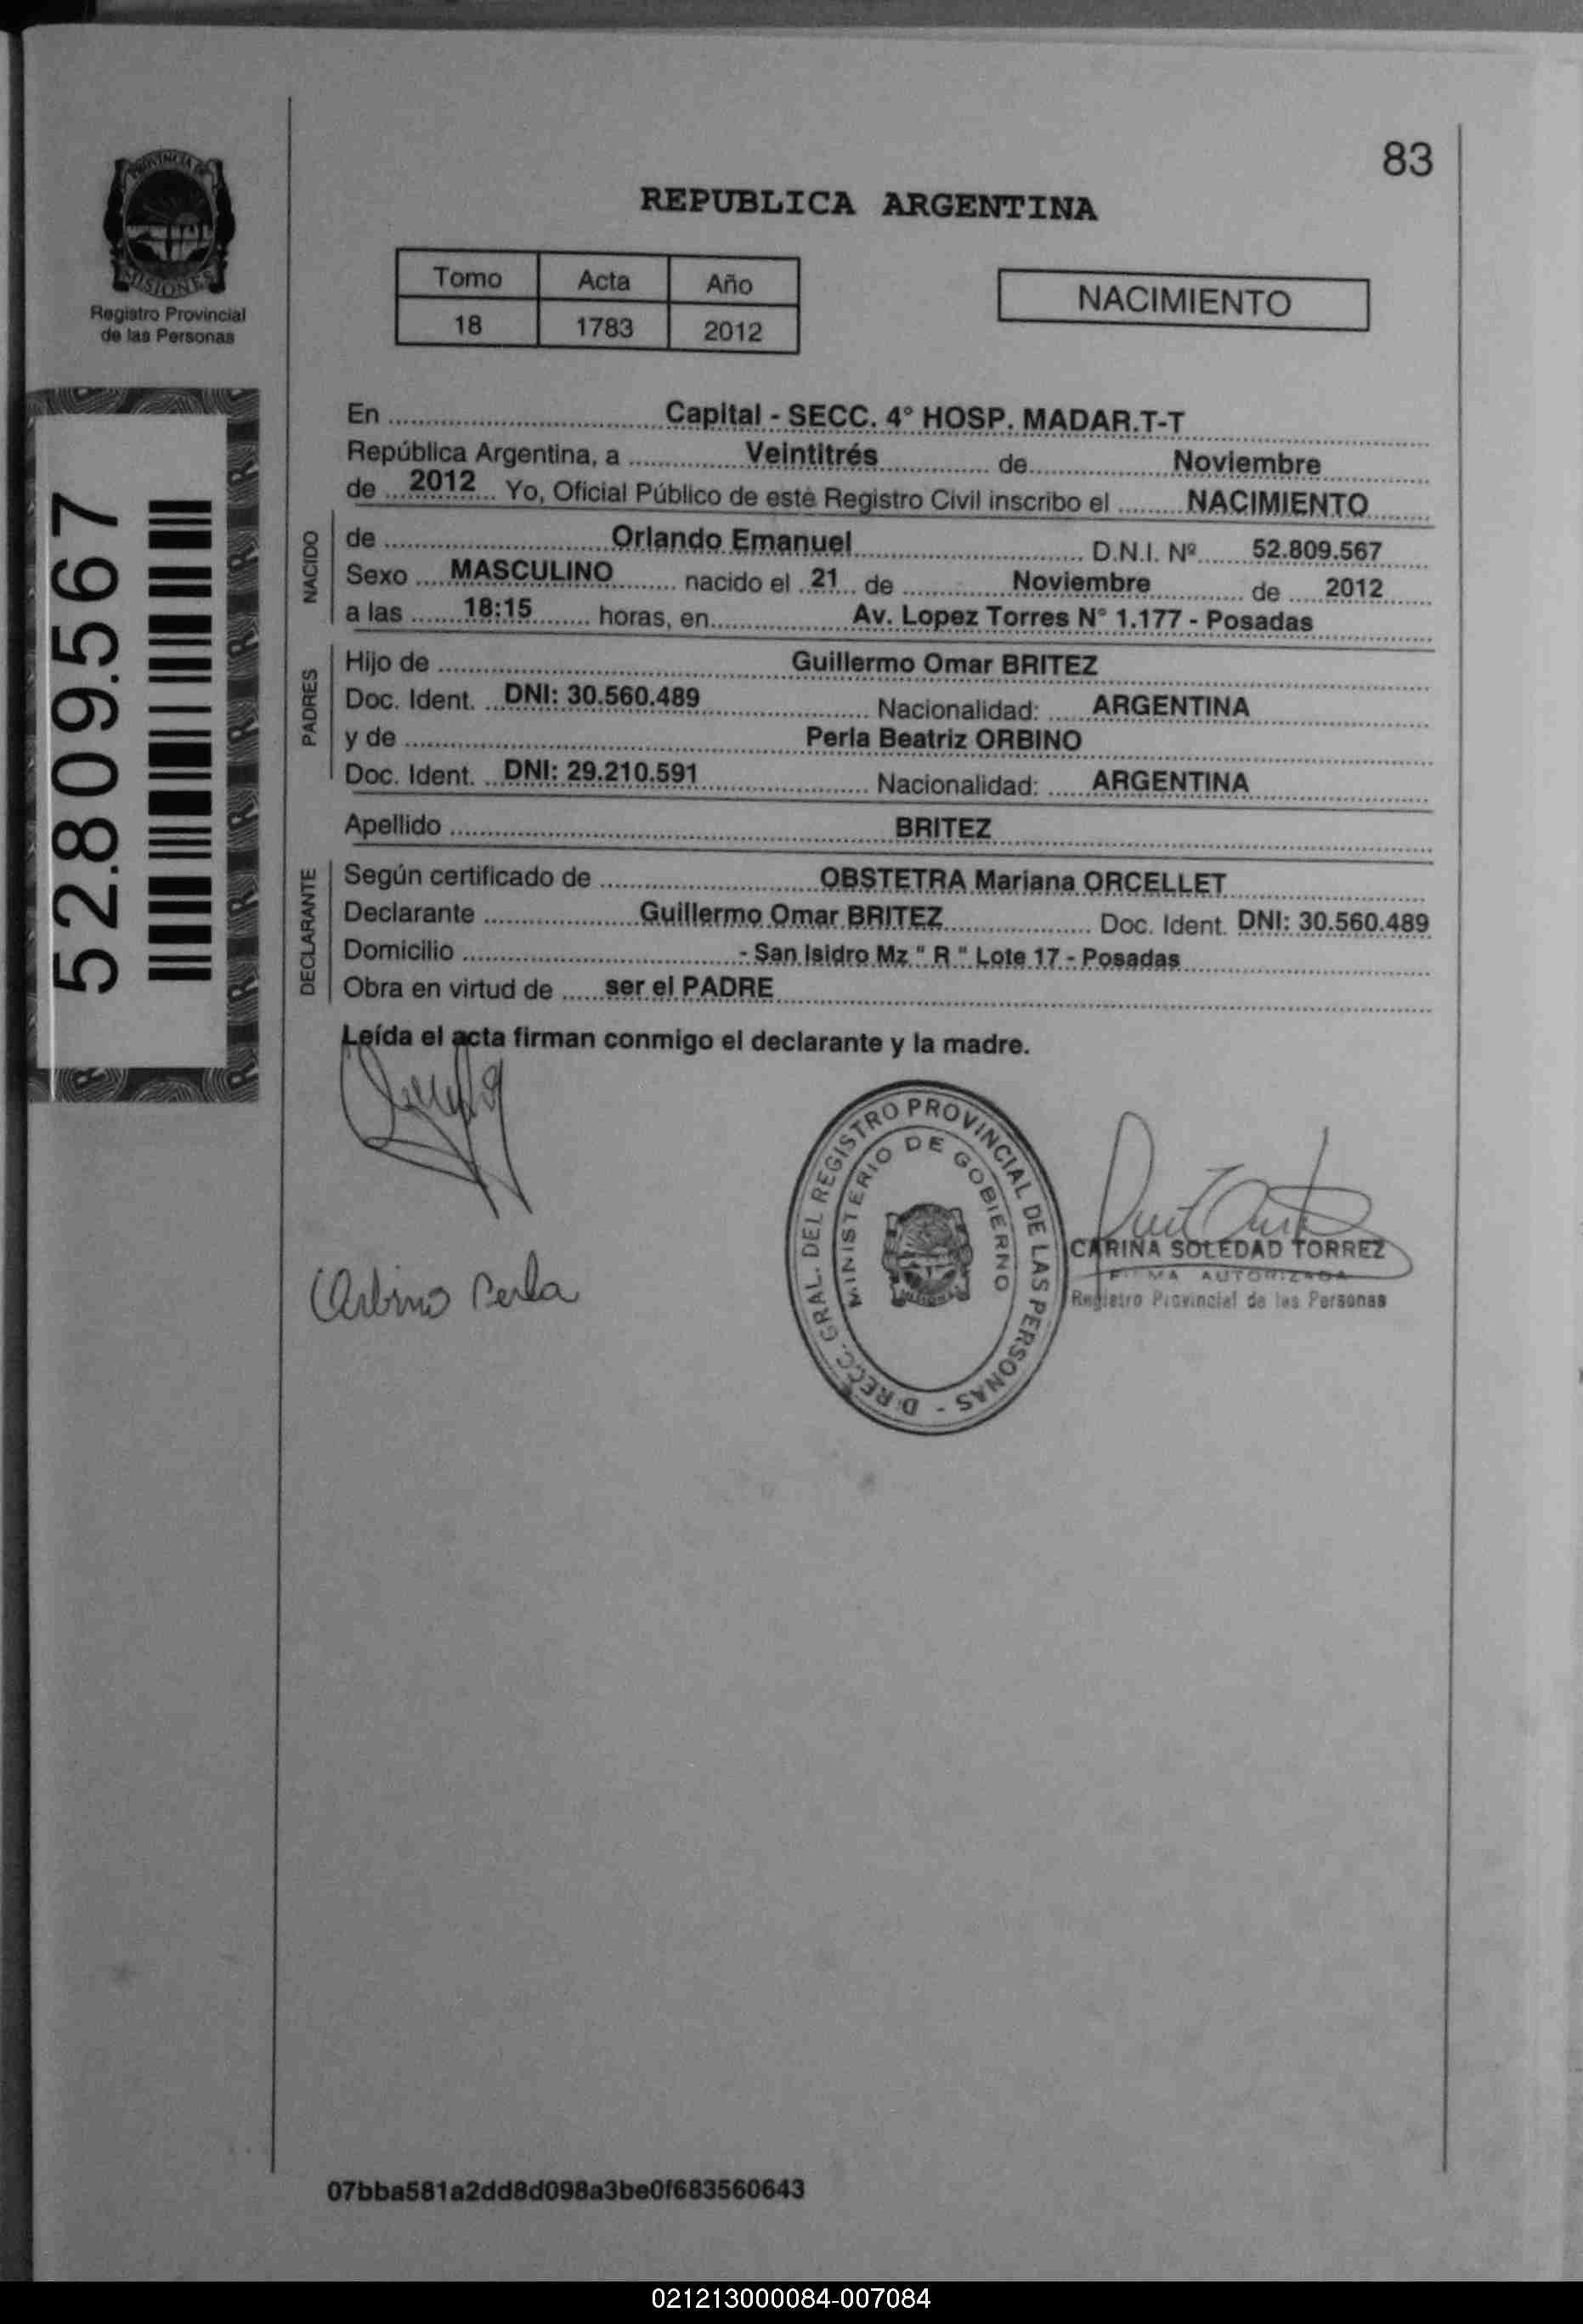 83
PROVINCIA DE
MISIONES
Registro Provincial
de las Personas
REPUBLICA ARGENTINA
Tomo Acta Año
18 1783 2012
NACIMIENTO
52.809.567
En Capital - SECC. 4° HOSP. MADAR.T-T
República Argentina, a Veintitrés de Noviembre
de 2012 Yo, Oficial Público de este Registro Civil inscribo el NACIMIENTO
NACIDO
de Orlando Emanuel D.N.I. Nº 52.809.567
Sexo MASCULINO nacido el 21 de Noviembre de 2012
a las 18:15 horas, en Av. Lopez Torres N° 1.177 - Posadas
PADRES
Hijo de Guillermo Omar BRITEZ
Doc. Ident. DNI: 30.560.489 Nacionalidad: ARGENTINA
y de Perla Beatriz ORBINO
Doc. Ident. DNI: 29.210.591 Nacionalidad: ARGENTINA
Apellido BRITEZ
DECLARANTE
Según certificado de OBSTETRA Mariana ORCELLET
Declarante Guillermo Omar BRITEZ Doc. Ident. DNI: 30.560.489
Domicilio - San Isidro Mz " R " Lote 17 - Posadas
Obra en virtud de ser el PADRE
Leída el acta firman conmigo el declarante y la madre.
DIRECC. GRAL. DEL REGISTRO PROVINCIAL DE LAS PERSONAS -
MINISTERIO DE GOBIERNO
CARINA SOLEDAD TORREZ
FIRMA AUTORIZADA
Registro Provincial de las Personas
Orbino Perla
07bba581a2dd8d098a3be0f683560643
021213000084-007084